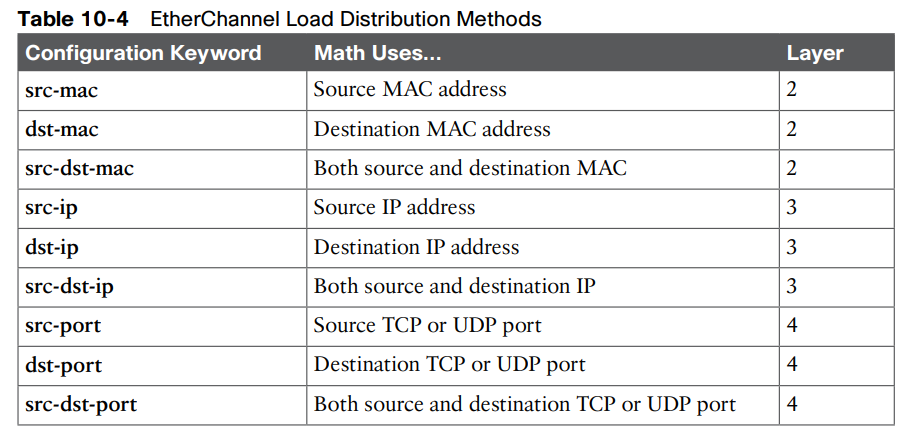 Table 10-4 EtherChannel Load Distribution Methods
Configuration Keyword Math Uses... Layer
src-mac Source MAC address 2
dst-mac Destination MAC address 2
src-dst-mac Both source and destination MAC 2
src-ip Source IP address 3
dst-ip Destination IP address 3
src-dst-ip Both source and destination IP 3
src-port Source TCP or UDP port 4
dst-port Destination TCP or UDP port 4
src-dst-port Both source and destination TCP or UDP port 4